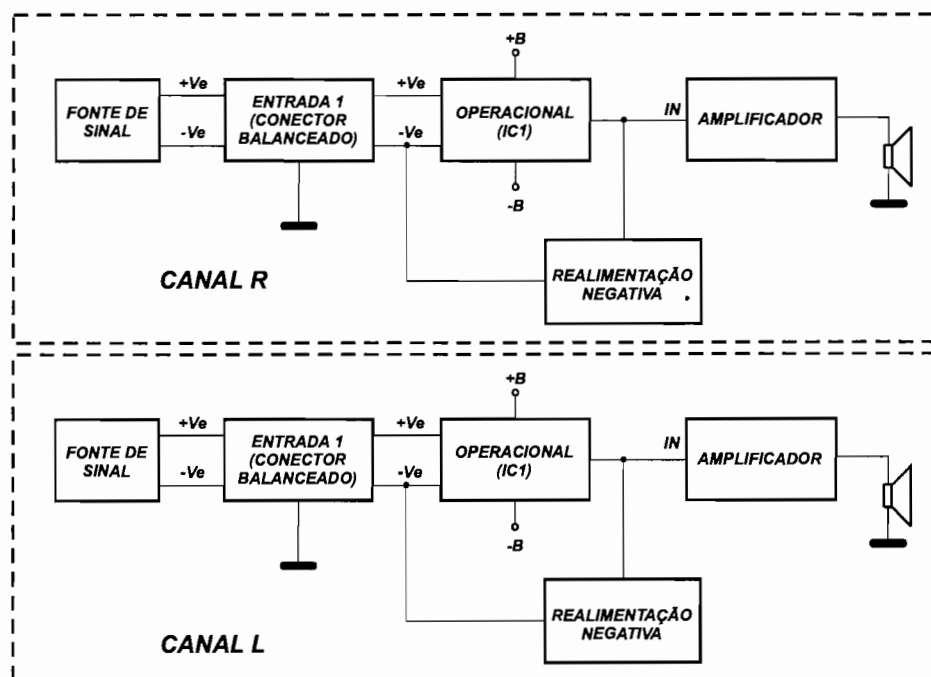 +B
+Ve
+Ve
FONTE DE
SINAL
ENTRADA 1
(CONECTOR
BALANCEADO)
OPERACIONAL
(IC1)
IN
AMPLIFICADOR
-Ve
-Ve
-B
CANAL R
REALIMENTAÇÃO
NEGATIVA
+B
+Ve
+Ve
FONTE DE
SINAL
ENTRADA 1
(CONECTOR
BALANCEADO)
OPERACIONAL
(IC1)
IN
AMPLIFICADOR
-Ve
-Ve
-B
CANAL L
REALIMENTAÇÃO
NEGATIVA